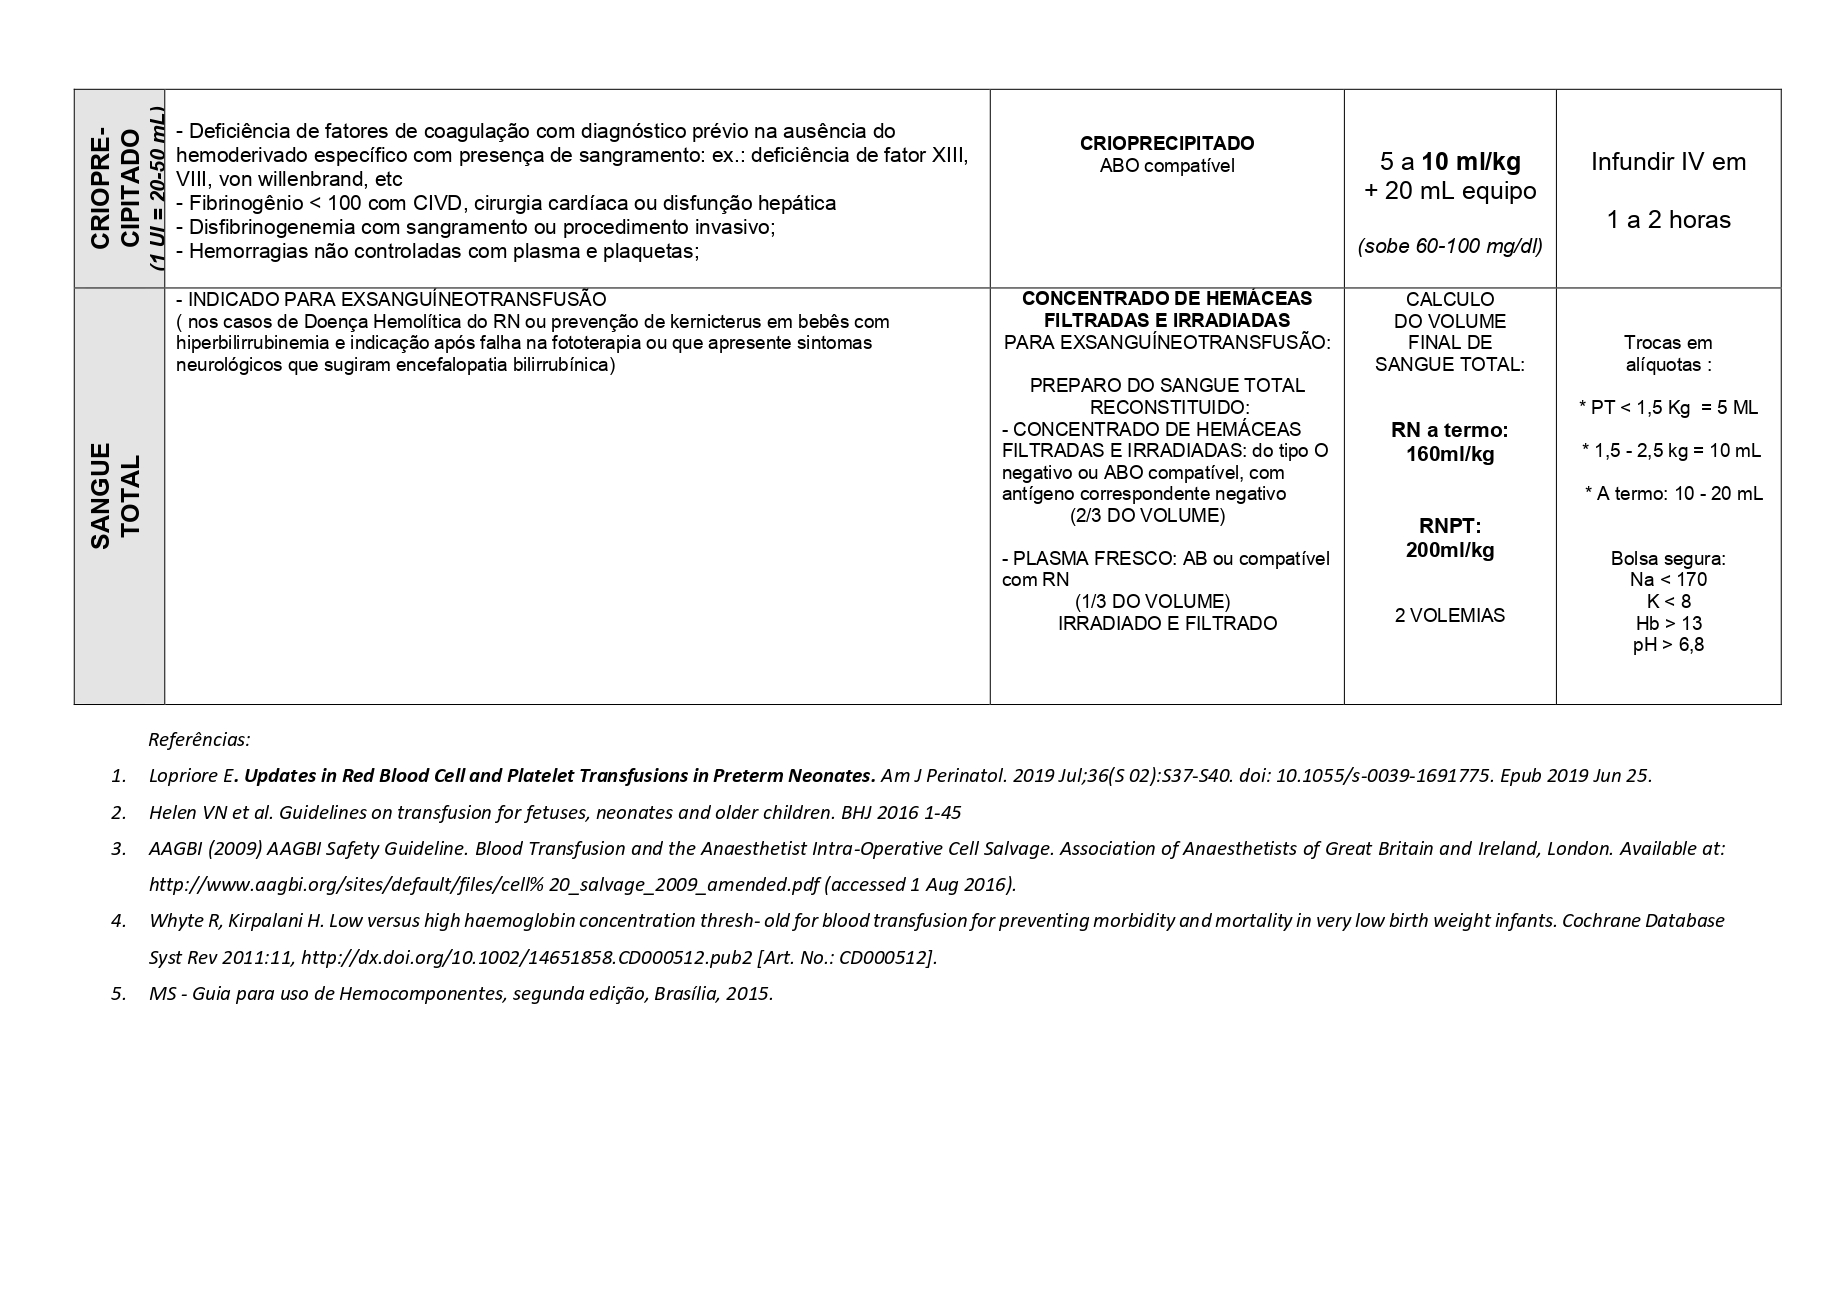 CRIOPRE-
CIPITADO
(1 UI = 20-50 mL)
- Deficiência de fatores de coagulação com diagnóstico prévio na ausência do
hemoderivado específico com presença de sangramento: ex.: deficiência de fator XIII,
VIII, von willenbrand, etc
- Fibrinogênio < 100 com CIVD, cirurgia cardíaca ou disfunção hepática
- Disfibrinogenemia com sangramento ou procedimento invasivo;
- Hemorragias não controladas com plasma e plaquetas;
CRIOPRECIPITADO
ABO compatível
5 a 10 ml/kg
+ 20 mL equipo
(sobe 60-100 mg/dl)
Infundir IV em
1 a 2 horas
SANGUE
TOTAL
- INDICADO PARA EXSANGUÍNEOTRANSFUSÃO
( nos casos de Doença Hemolítica do RN ou prevenção de kernicterus em bebês com
hiperbilirrubinemia e indicação após falha na fototerapia ou que apresente sintomas
neurológicos que sugiram encefalopatia bilirrubínica)
CONCENTRADO DE HEMÁCEAS
FILTRADAS E IRRADIADAS
PARA EXSANGUÍNEOTRANSFUSÃO:
PREPARO DO SANGUE TOTAL
RECONSTITUIDO:
- CONCENTRADO DE HEMÁCEAS
FILTRADAS E IRRADIADAS: do tipo O
negativo ou ABO compatível, com
antígeno correspondente negativo
(2/3 DO VOLUME)
- PLASMA FRESCO: AB ou compatível
com RN
(1/3 DO VOLUME)
IRRADIADO E FILTRADO
CALCULO
DO VOLUME
FINAL DE
SANGUE TOTAL:
RN a termo:
160ml/kg
RNPT:
200ml/kg
2 VOLEMIAS
Trocas em
alíquotas :
* PT < 1,5 Kg  = 5 ML
* 1,5 - 2,5 kg = 10 mL
* A termo: 10 - 20 mL
Bolsa segura:
Na < 170
K < 8
Hb > 13
pH > 6,8
Referências:
1. Lopriore E. Updates in Red Blood Cell and Platelet Transfusions in Preterm Neonates. Am J Perinatol. 2019 Jul;36(S 02):S37-S40. doi: 10.1055/s-0039-1691775. Epub 2019 Jun 25.
2. Helen VN et al. Guidelines on transfusion for fetuses, neonates and older children. BHJ 2016 1-45
3. AAGBI (2009) AAGBI Safety Guideline. Blood Transfusion and the Anaesthetist Intra-Operative Cell Salvage. Association of Anaesthetists of Great Britain and Ireland, London. Available at:
http://www.aagbi.org/sites/default/files/cell% 20_salvage_2009_amended.pdf (accessed 1 Aug 2016).
4. Whyte R, Kirpalani H. Low versus high haemoglobin concentration thresh- old for blood transfusion for preventing morbidity and mortality in very low birth weight infants. Cochrane Database
Syst Rev 2011:11, http://dx.doi.org/10.1002/14651858.CD000512.pub2 [Art. No.: CD000512].
5. MS - Guia para uso de Hemocomponentes, segunda edição, Brasília, 2015.